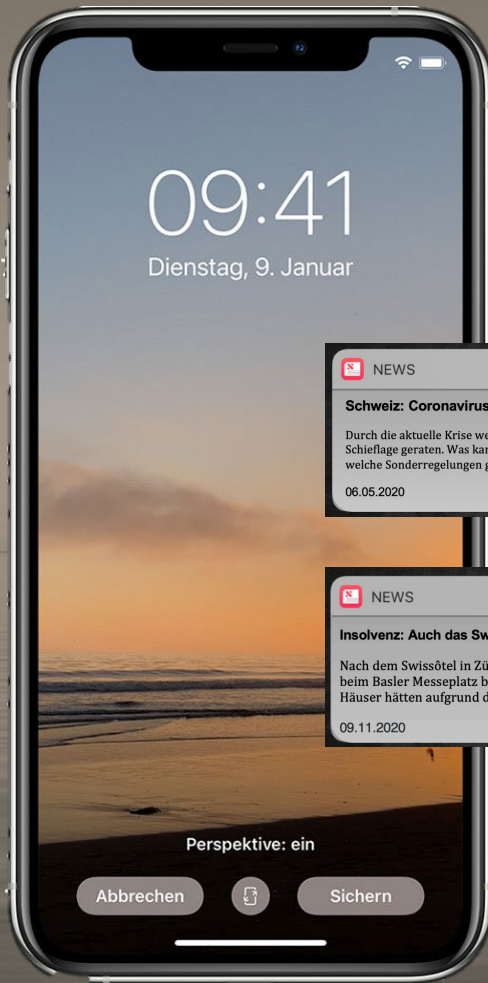 09:41
Dienstag, 9. Januar
NEWS
Schweiz: Coronavirus
Durch die aktuelle Krise we
Schieflage geraten. Was kan
welche Sonderregelungen g
06.05.2020
NEWS
Insolvenz: Auch das Sw
Nach dem Swissôtel in Zü
beim Basler Messeplatz b
Häuser hätten aufgrund d
09.11.2020
Perspektive: ein
Abbrechen
Sichern